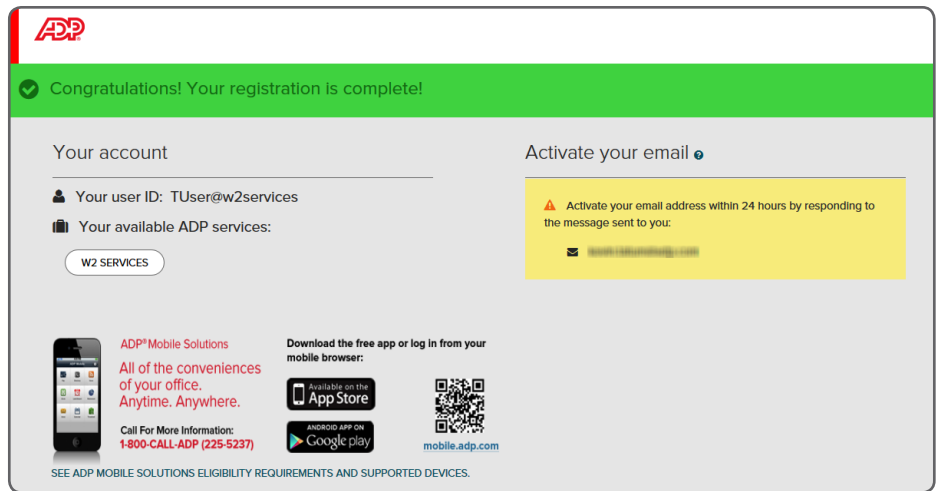 ADP
Congratulations! Your registration is complete!
Your account
Your user ID: TUser@w2services
Your available ADP services:
W2 SERVICES
Activate your email
Activate your email address within 24 hours by responding to
the message sent to you:
ADP® Mobile Solutions
All of the conveniences
of your office.
Anytime. Anywhere.
Call For More Information:
1-800-CALL-ADP (225-5237)
Download the free app or log in from your
mobile browser:
Available on the
App Store
ANDROID APP ON
Google play
mobile.adp.com
SEE ADP MOBILE SOLUTIONS ELIGIBILITY REQUIREMENTS AND SUPPORTED DEVICES.